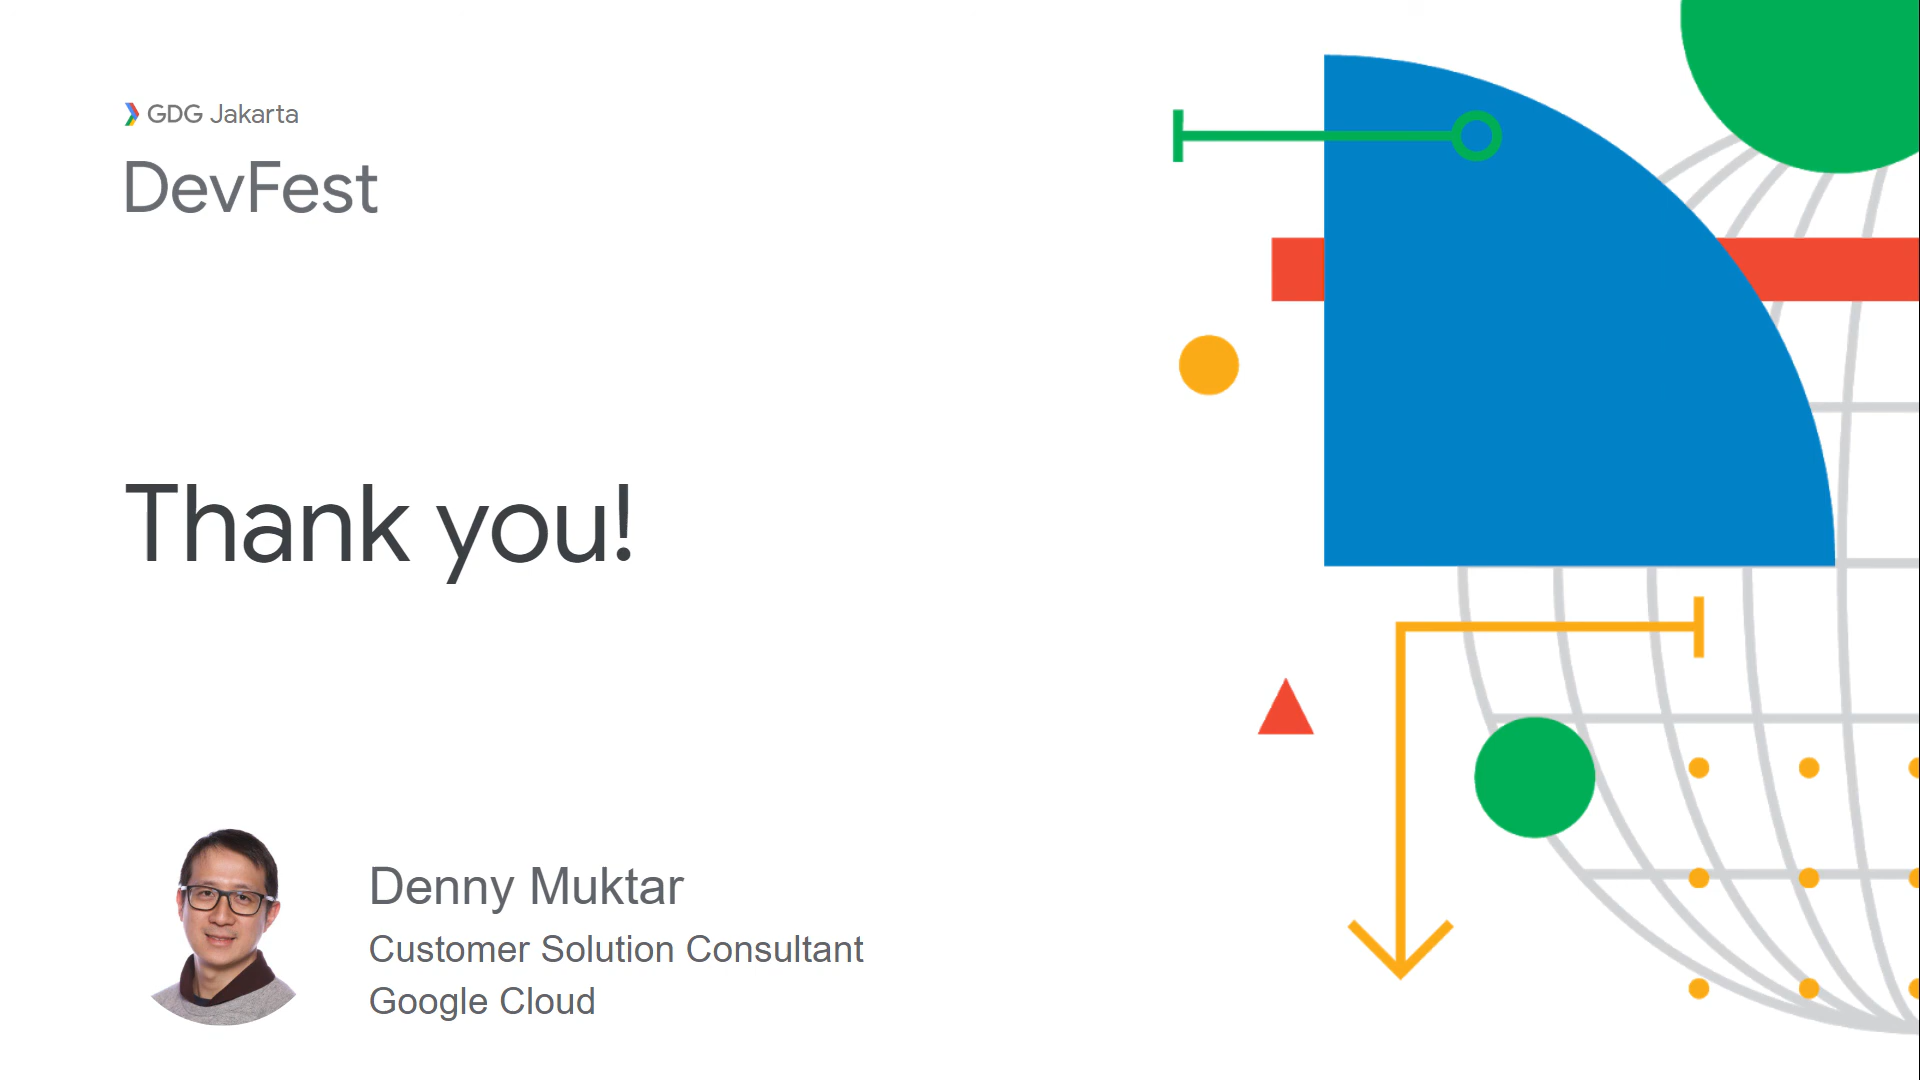 GDG Jakarta
DevFest
Thank you!
Denny Muktar
Customer Solution Consultant
Google Cloud